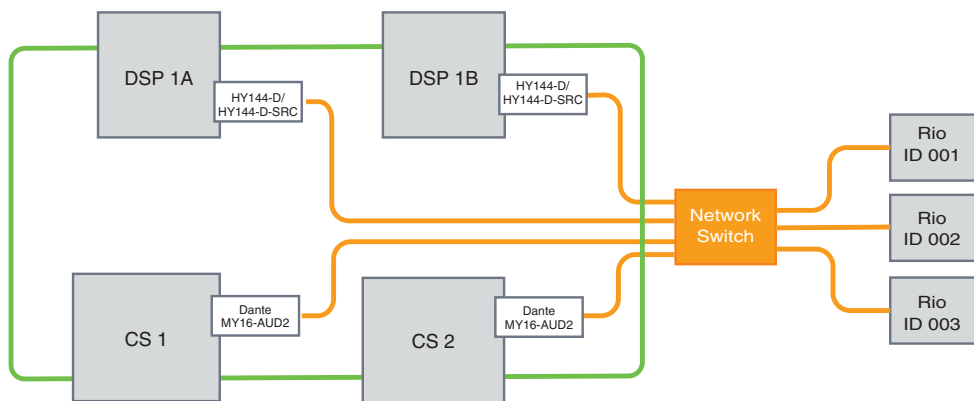 DSP 1A
HY144-D/
HY144-D-SRC
DSP 1B
HY144-D/
HY144-D-SRC
Rio
ID 001
Network
Switch
Rio
ID 002
Rio
ID 003
CS 1
Dante
MY16-AUD2
CS 2
Dante
MY16-AUD2